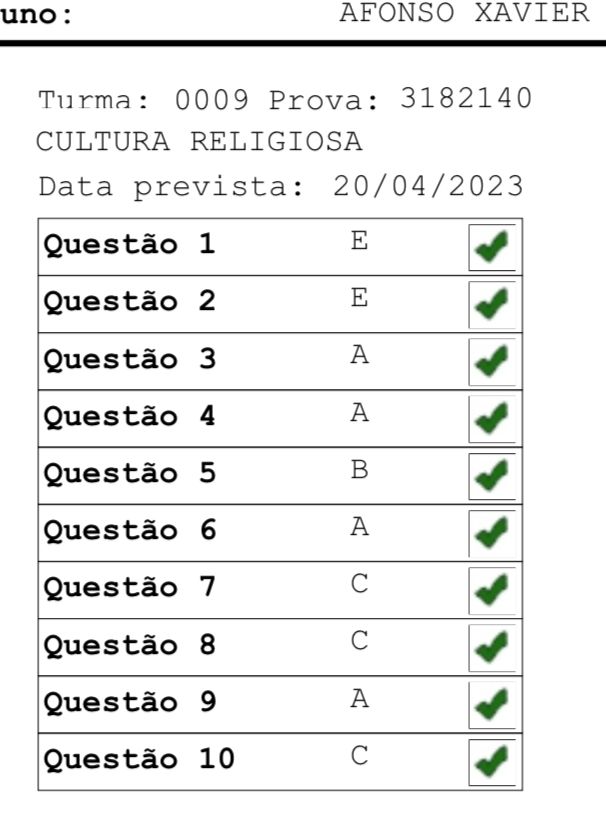 uno: AFONSO XAVIER
Turma: 0009 Prova: 3182140
CULTURA RELIGIOSA
Data prevista: 20/04/2023
Questão 1 E
Questão 2 E
Questão 3 A
Questão 4 A
Questão 5 B
Questão 6 A
Questão 7 C
Questão 8 C
Questão 9 A
Questão 10 C